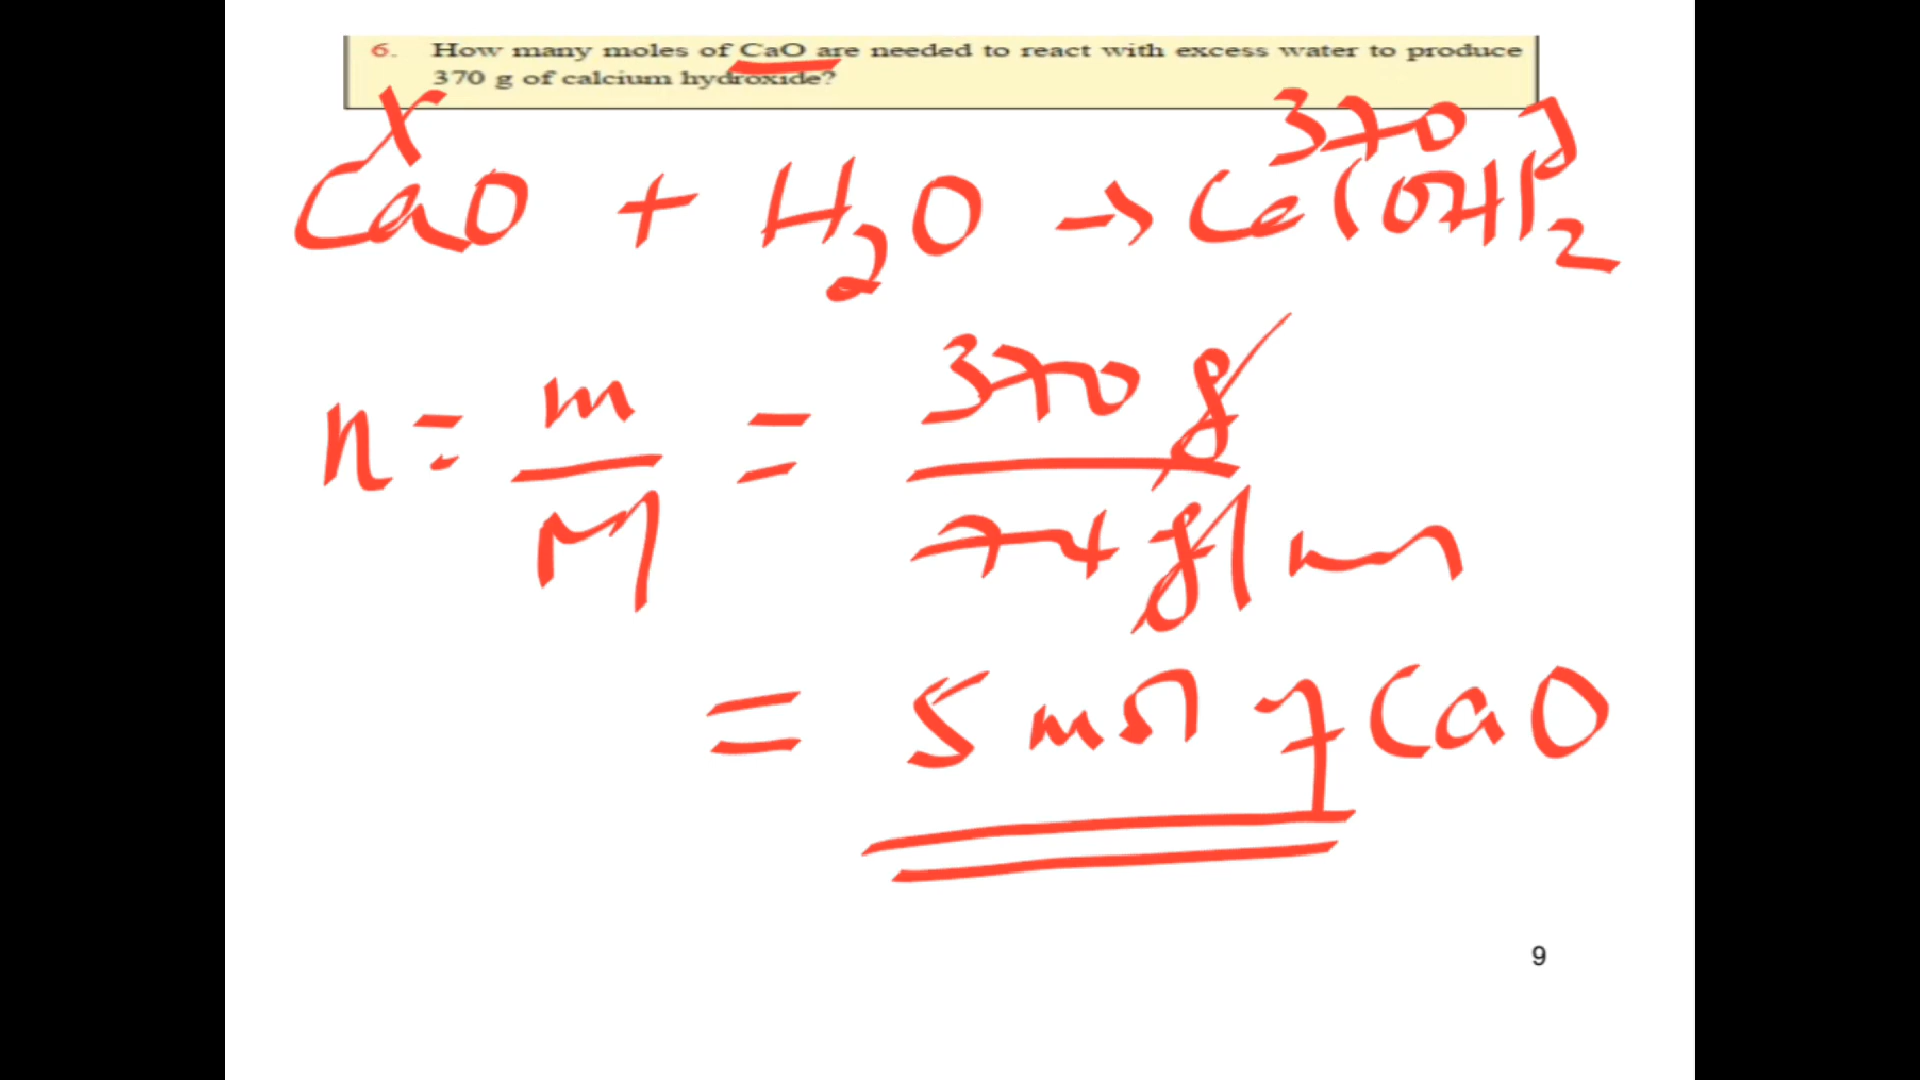 6. How many moles of CaO are needed to react with excess water to produce
370 g of calcium hydroxide?
x 370 g
CaO + H2O → Ca(OH)2
n = m/M = 370 g / 74 g/mol
= 5 mol of CaO
9